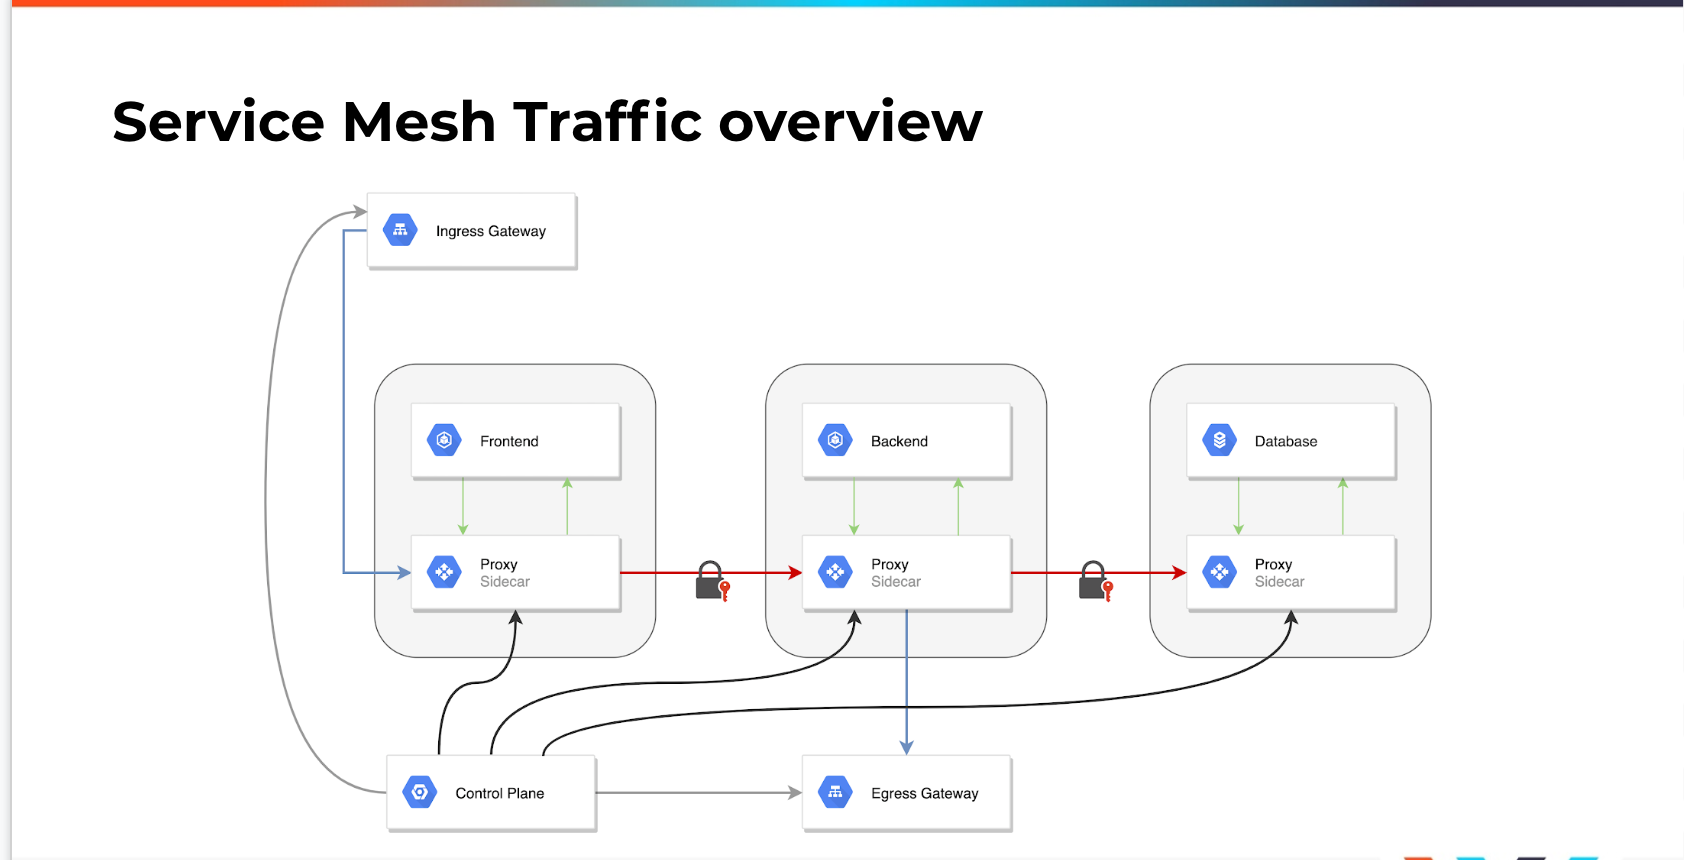 Service Mesh Traffic overview
Ingress Gateway
Frontend
Backend
Database
Proxy
Sidecar
Proxy
Sidecar
Proxy
Sidecar
Control Plane
Egress Gateway